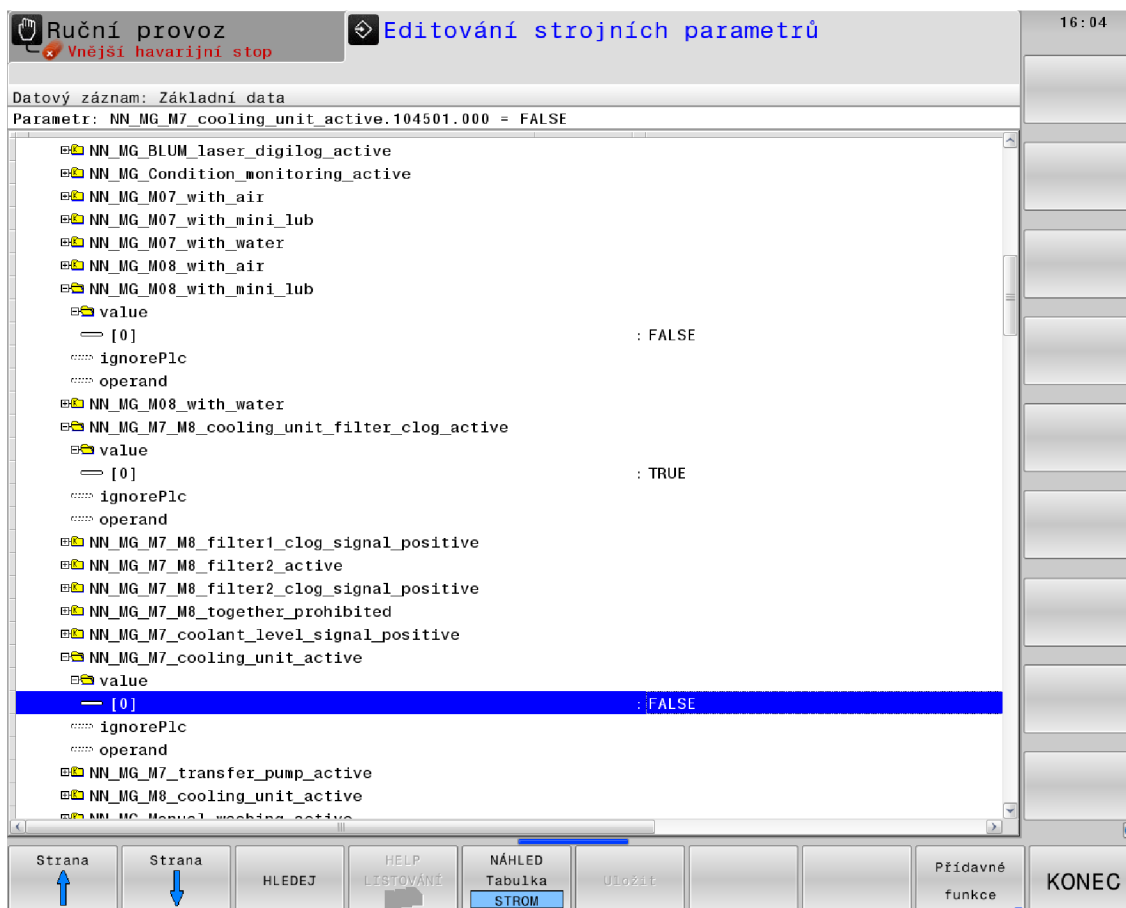 Ruční provoz
Vnější havarijní stop
Editování strojních parametrů
16:04
Datový záznam: Základní data
Parametr: NN_MG_M7_cooling_unit_active.104501.000 = FALSE
NN_MG_BLUM_laser_digilog_active
NN_MG_Condition_monitoring_active
NN_MG_M07_with_air
NN_MG_M07_with_mini_lub
NN_MG_M07_with_water
NN_MG_M08_with_air
NN_MG_M08_with_mini_lub
value
[0] : FALSE
ignorePlc
operand
NN_MG_M08_with_water
NN_MG_M7_M8_cooling_unit_filter_clog_active
value
[0] : TRUE
ignorePlc
operand
NN_MG_M7_M8_filter1_clog_signal_positive
NN_MG_M7_M8_filter2_active
NN_MG_M7_M8_filter2_clog_signal_positive
NN_MG_M7_M8_together_prohibited
NN_MG_M7_coolant_level_signal_positive
NN_MG_M7_cooling_unit_active
value
[0] : FALSE
ignorePlc
operand
NN_MG_M7_transfer_pump_active
NN_MG_M8_cooling_unit_active
NN_MG_Manual_washing_active
Strana
Strana
HLEDEJ
HELP
LISTOVÁNÍ
NÁHLED
Tabulka
STROM
Uložit
Přídavné
funkce
KONEC